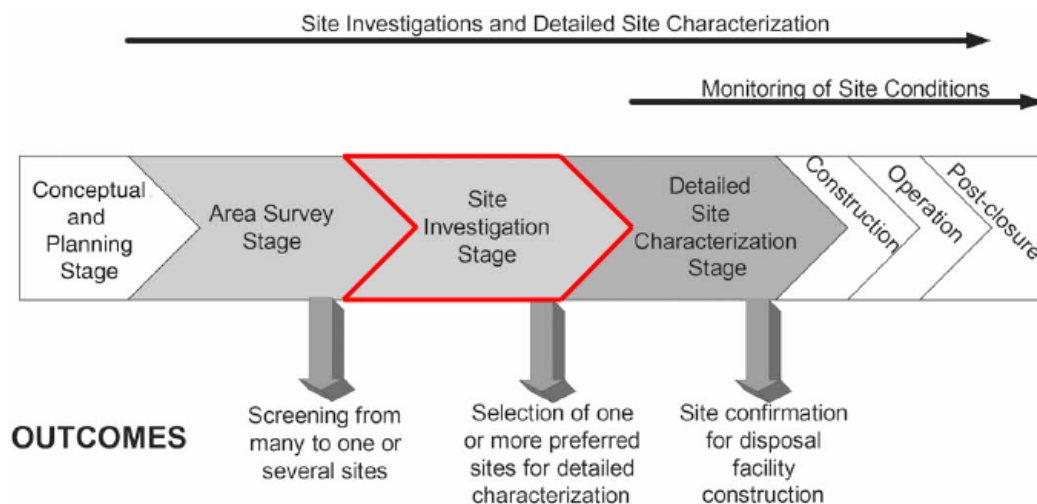 Site Investigations and Detailed Site Characterization
Monitoring of Site Conditions
Conceptual
and
Planning
Stage
Area Survey
Stage
Site
Investigation
Stage
Detailed
Site
Characterization
Stage
Construction
Operation
Post-closure
OUTCOMES
Screening from
many to one or
several sites
Selection of one
or more preferred
sites for detailed
characterization
Site confirmation
for disposal
facility
construction